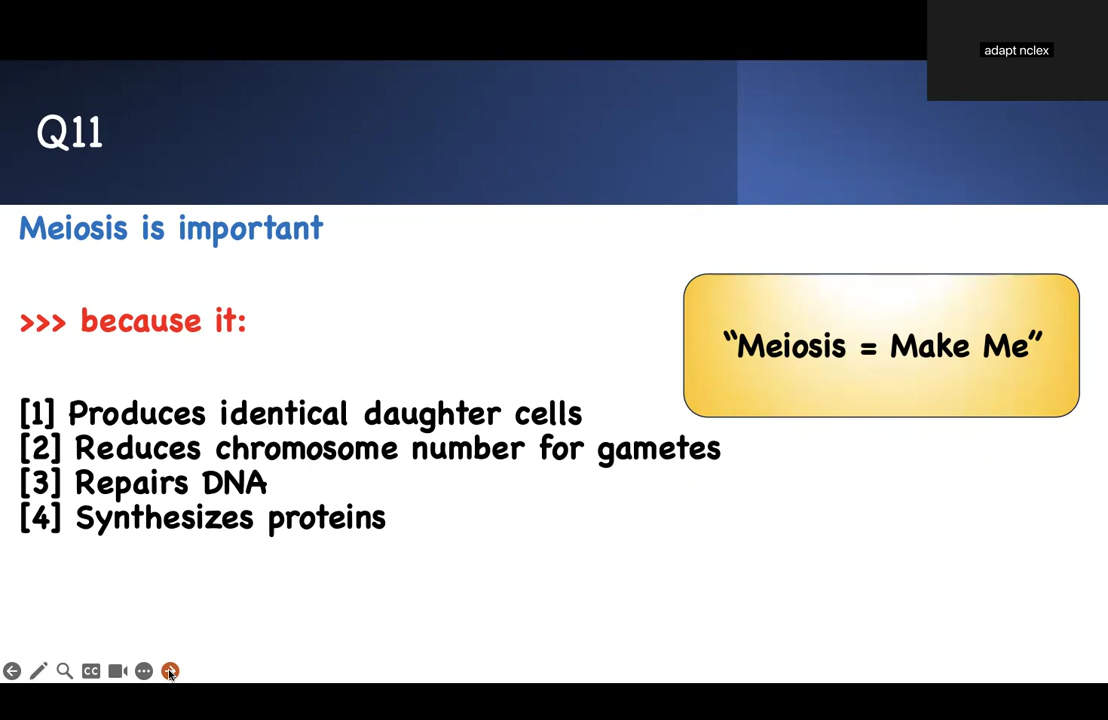 adapt nclex
Q11
Meiosis is important
>>> because it:
"Meiosis = Make Me"
[1] Produces identical daughter cells
[2] Reduces chromosome number for gametes
[3] Repairs DNA
[4] Synthesizes proteins
CC